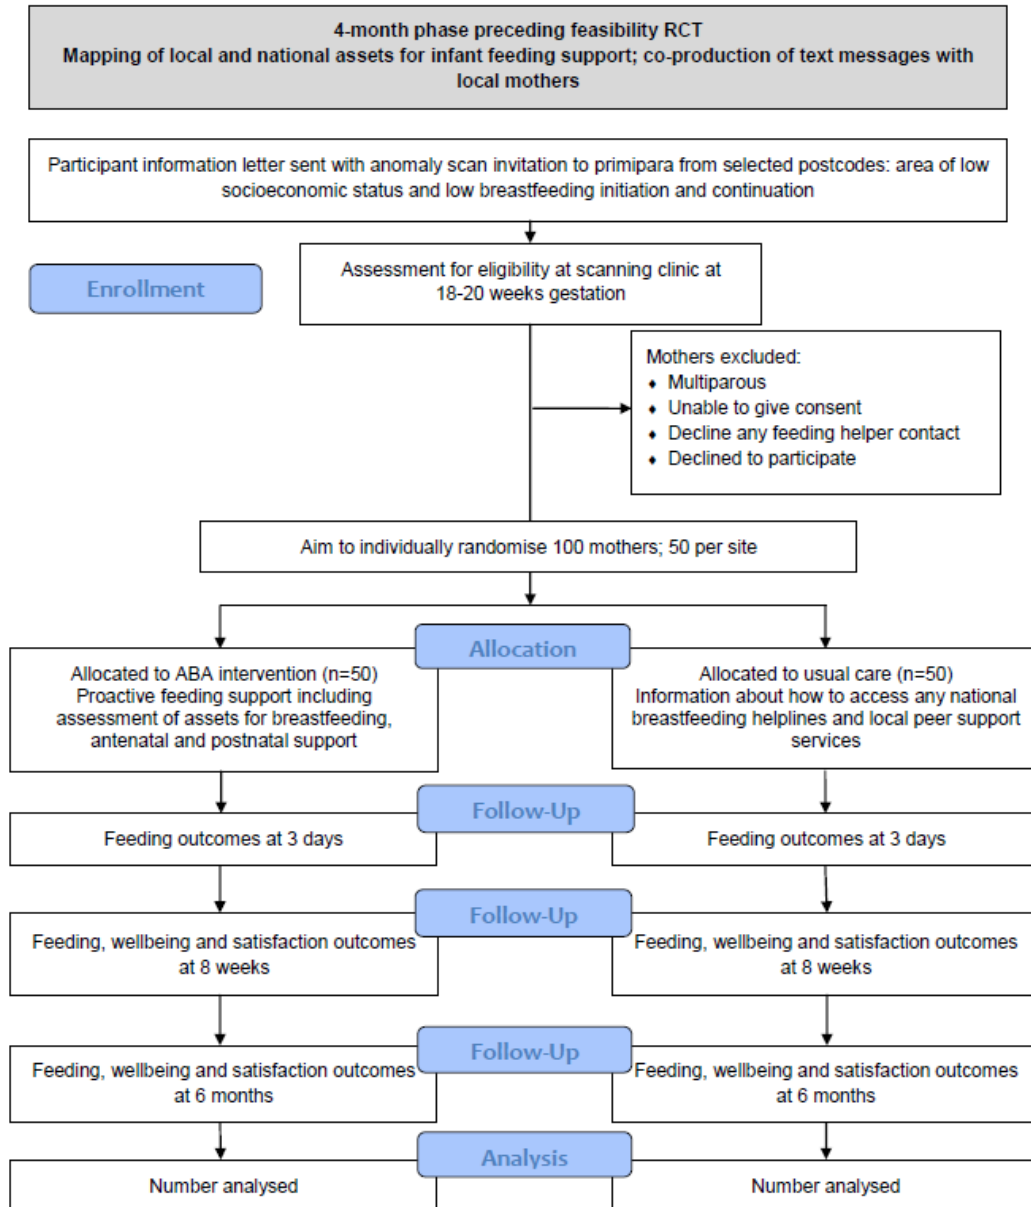 4-month phase preceding feasibility RCT
Mapping of local and national assets for infant feeding support; co-production of text messages with
local mothers
Participant information letter sent with anomaly scan invitation to primipara from selected postcodes: area of low
socioeconomic status and low breastfeeding initiation and continuation
Enrollment
Assessment for eligibility at scanning clinic at
18-20 weeks gestation
Mothers excluded:
♦ Multiparous
♦ Unable to give consent
♦ Decline any feeding helper contact
♦ Declined to participate
Aim to individually randomise 100 mothers; 50 per site
Allocation
Allocated to ABA intervention (n=50)
Proactive feeding support including
assessment of assets for breastfeeding,
antenatal and postnatal support
Allocated to usual care (n=50)
Information about how to access any national
breastfeeding helplines and local peer support
services
Follow-Up
Feeding outcomes at 3 days
Feeding outcomes at 3 days
Follow-Up
Feeding, wellbeing and satisfaction outcomes
at 8 weeks
Feeding, wellbeing and satisfaction outcomes
at 8 weeks
Follow-Up
Feeding, wellbeing and satisfaction outcomes
at 6 months
Feeding, wellbeing and satisfaction outcomes
at 6 months
Analysis
Number analysed
Number analysed